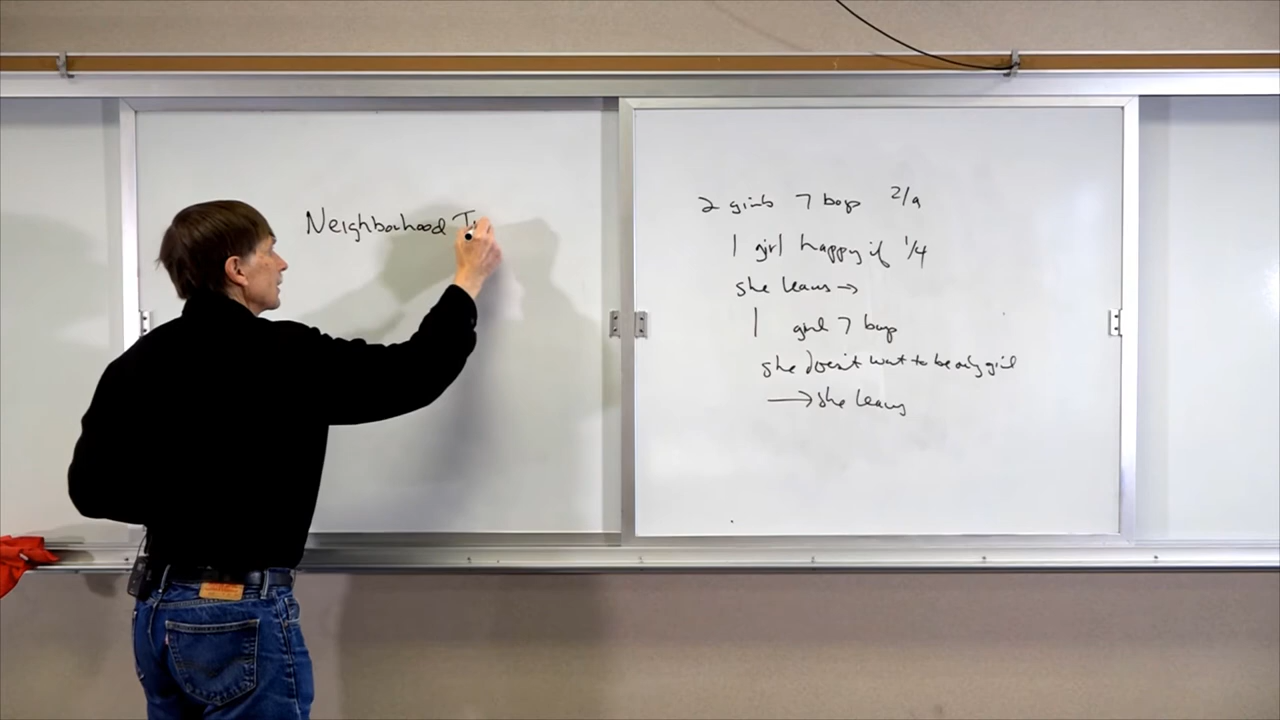 Neighborhood T
2 girls 7 boys 2/9
1 girl happy if 1/4
she leaves →
1 girl 7 boys
she doesn't want to be only girl
→ she leaves